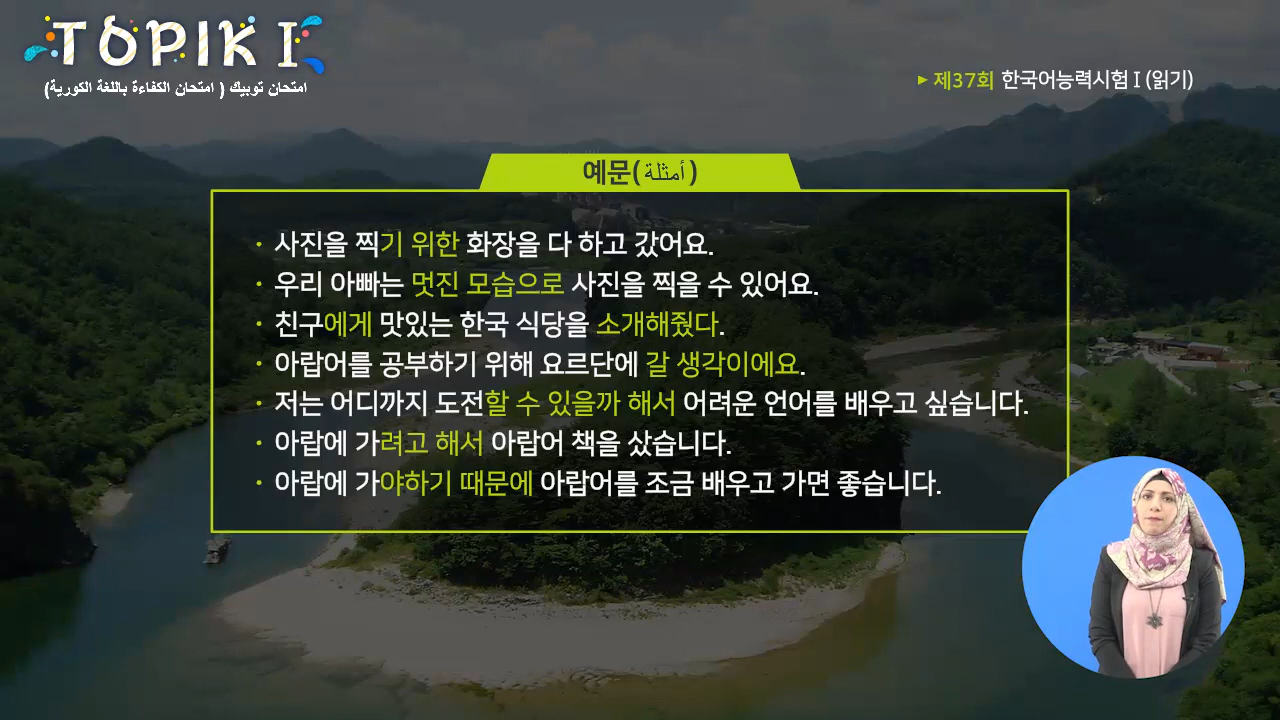 TOPIK I
امتحان توبيك ( امتحان الكفاءة باللغة الكورية)
▸ 제37회 한국어능력시험 I (읽기)
예문(أمثلة)
· 사진을 찍기 위한 화장을 다 하고 갔어요.
· 우리 아빠는 멋진 모습으로 사진을 찍을 수 있어요.
· 친구에게 맛있는 한국 식당을 소개해줬다.
· 아랍어를 공부하기 위해 요르단에 갈 생각이에요.
· 저는 어디까지 도전할 수 있을까 해서 어려운 언어를 배우고 싶습니다.
· 아랍에 가려고 해서 아랍어 책을 샀습니다.
· 아랍에 가야하기 때문에 아랍어를 조금 배우고 가면 좋습니다.